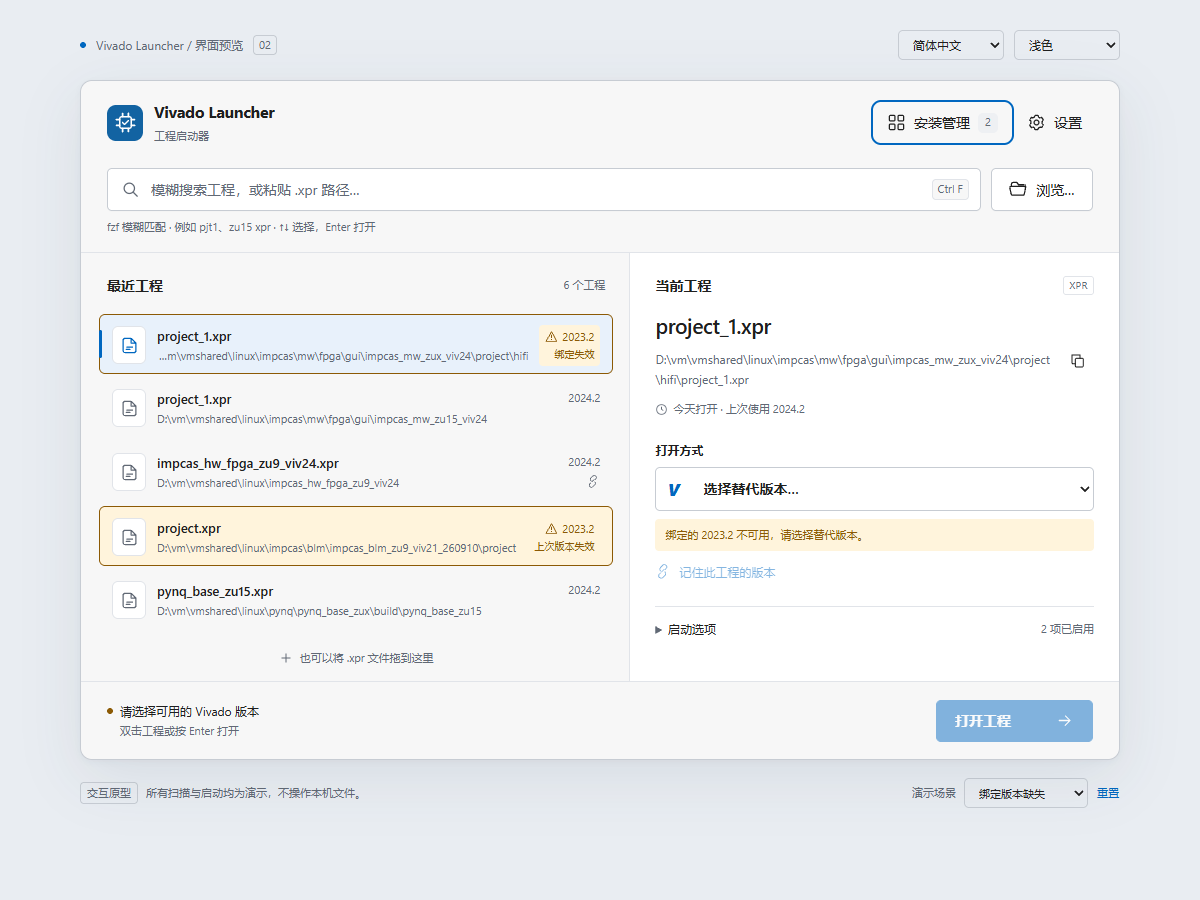 Vivado Launcher / 界面预览 02
简体中文
浅色
Vivado Launcher
工程启动器
安装管理 2
设置
模糊搜索工程，或粘贴 .xpr 路径...
Ctrl F
浏览...
fzf 模糊匹配 · 例如 pjt1、zu15 xpr · ↑↓ 选择，Enter 打开
最近工程
6 个工程
project_1.xpr
2023.2
...m\vmshared\linux\impcas\mw\fpga\gui\impcas_mw_zux_viv24\project\hifi
绑定失效
project_1.xpr
2024.2
D:\vm\vmshared\linux\impcas\mw\fpga\gui\impcas_mw_zu15_viv24
impcas_hw_fpga_zu9_viv24.xpr
2024.2
D:\vm\vmshared\linux\impcas_hw_fpga_zu9_viv24
project.xpr
2023.2
D:\vm\vmshared\linux\impcas\blm\impcas_blm_zu9_viv21_260910\project
上次版本失效
pynq_base_zu15.xpr
2024.2
D:\vm\vmshared\linux\pynq\pynq_base_zux\build\pynq_base_zu15
也可以将 .xpr 文件拖到这里
当前工程
XPR
project_1.xpr
D:\vm\vmshared\linux\impcas\mw\fpga\gui\impcas_mw_zux_viv24\project
\hifi\project_1.xpr
今天打开 · 上次使用 2024.2
打开方式
V 选择替代版本...
绑定的 2023.2 不可用，请选择替代版本。
记住此工程的版本
启动选项
2 项已启用
请选择可用的 Vivado 版本
双击工程或按 Enter 打开
打开工程
交互原型 所有扫描与启动均为演示，不操作本机文件。
演示场景 绑定版本缺失 重置